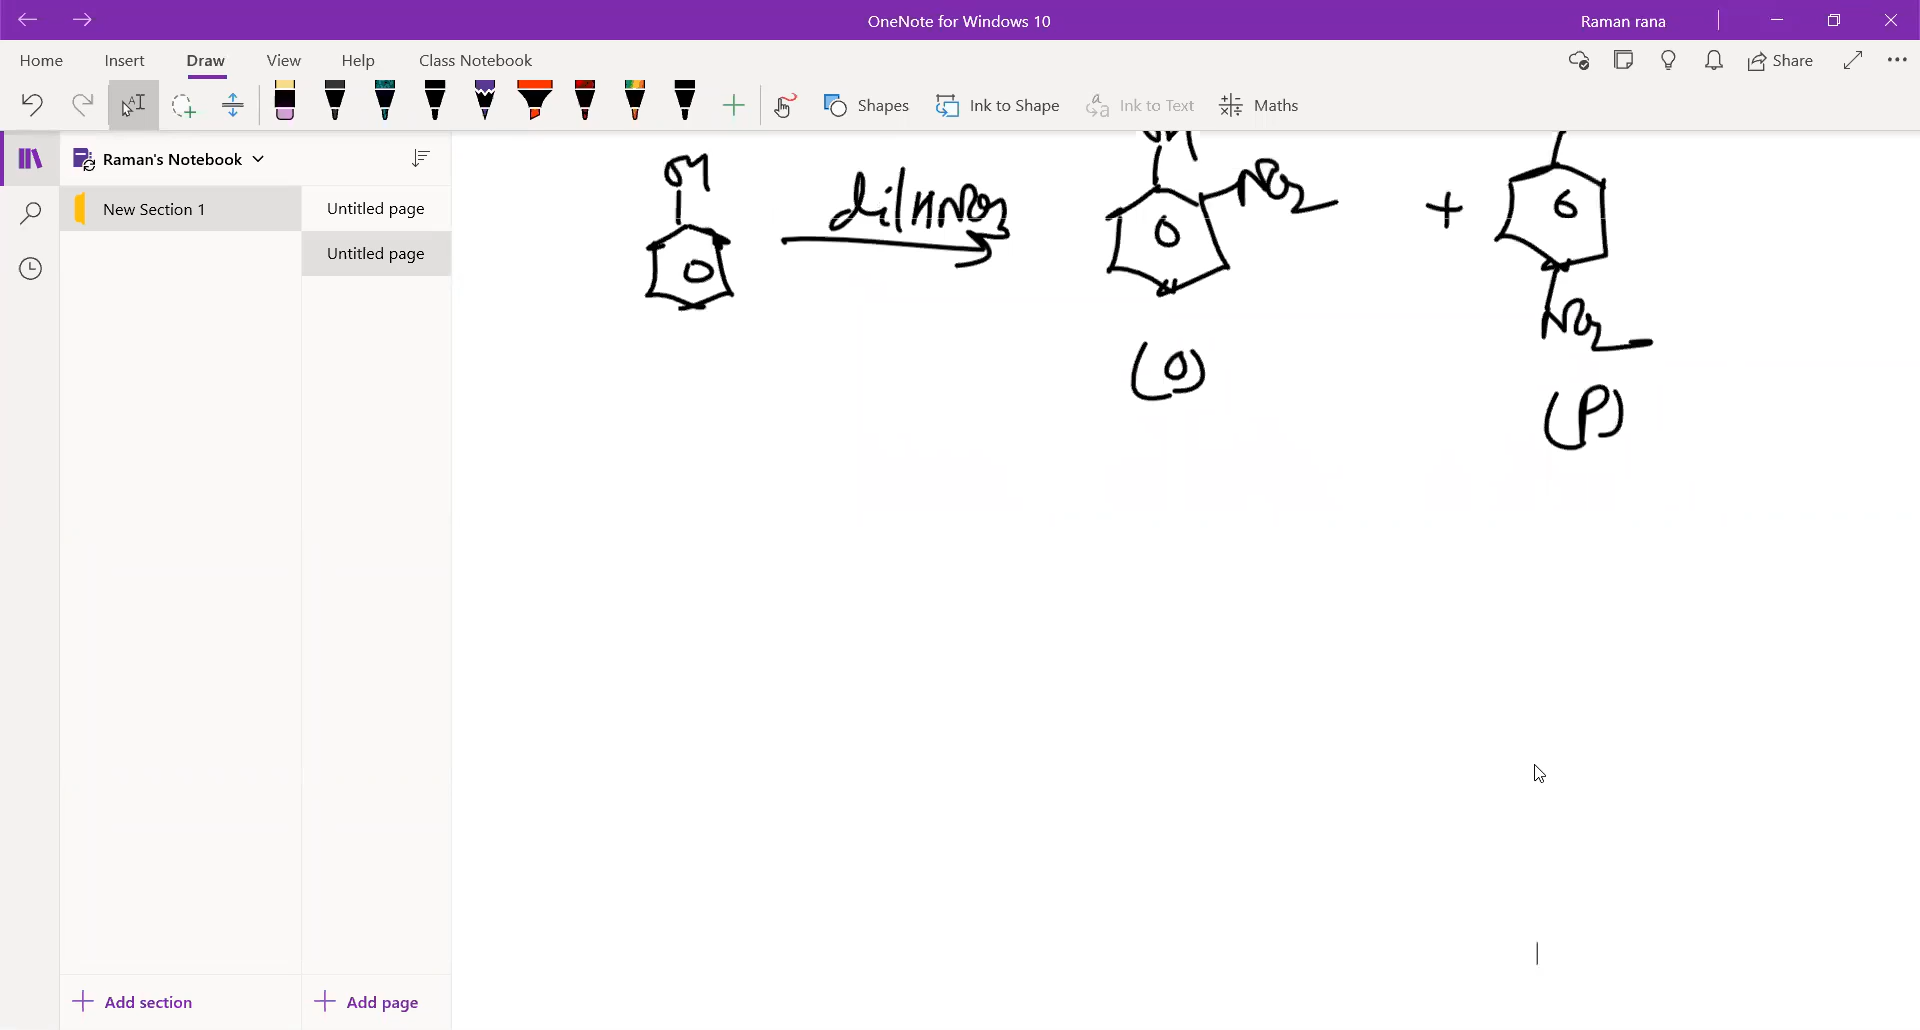 OneNote for Windows 10
Raman rana
Home Insert Draw View Help Class Notebook
Share
Shapes
Ink to Shape
Ink to Text
Maths
Raman's Notebook
New Section 1
Untitled page
Untitled page
OH
dil HNO3
OH
NO2
+
NO2
(O)
(P)
Add section
Add page